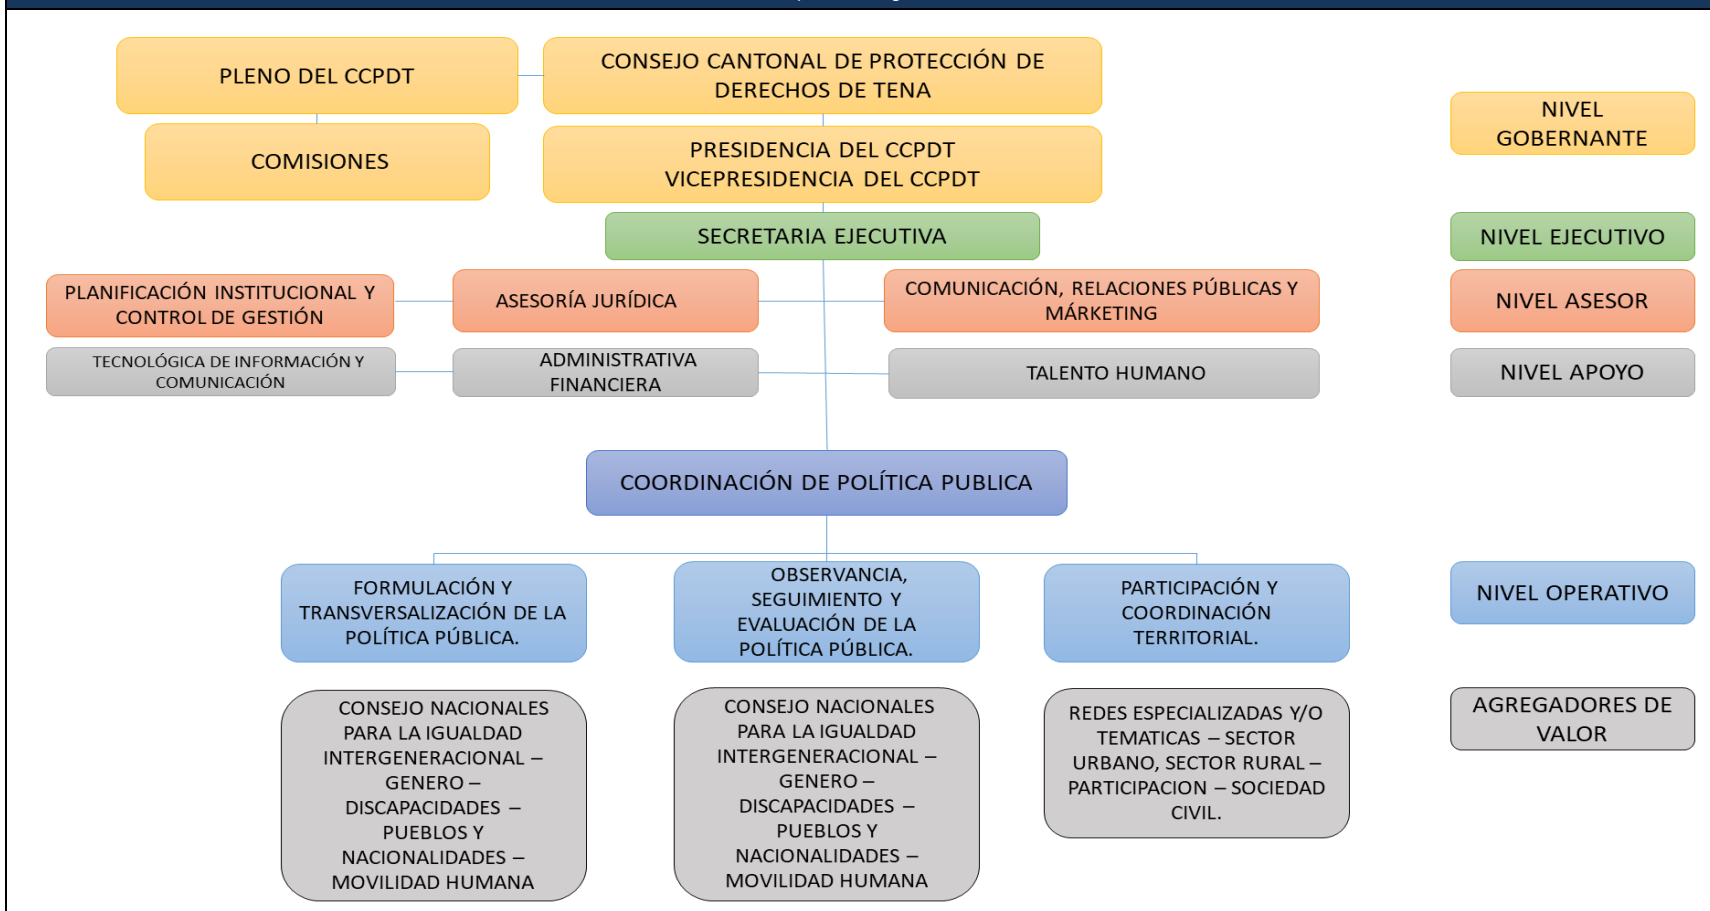 PLENO DEL CCPDT
CONSEJO CANTONAL DE PROTECCIÓN DE
DERECHOS DE TENA
NIVEL
GOBERNANTE
COMISIONES
PRESIDENCIA DEL CCPDT
VICEPRESIDENCIA DEL CCPDT
SECRETARIA EJECUTIVA
NIVEL EJECUTIVO
PLANIFICACIÓN INSTITUCIONAL Y
CONTROL DE GESTIÓN
ASESORÍA JURÍDICA
COMUNICACIÓN, RELACIONES PÚBLICAS Y
MÁRKETING
NIVEL ASESOR
TECNOLÓGICA DE INFORMACIÓN Y
COMUNICACIÓN
ADMINISTRATIVA
FINANCIERA
TALENTO HUMANO
NIVEL APOYO
COORDINACIÓN DE POLÍTICA PUBLICA
FORMULACIÓN Y
TRANSVERSALIZACIÓN DE LA
POLÍTICA PÚBLICA.
OBSERVANCIA,
SEGUIMIENTO Y
EVALUACIÓN DE LA
POLÍTICA PÚBLICA.
PARTICIPACIÓN Y
COORDINACIÓN
TERRITORIAL.
NIVEL OPERATIVO
CONSEJO NACIONALES
PARA LA IGUALDAD
INTERGENERACIONAL –
GENERO –
DISCAPACIDADES –
PUEBLOS Y
NACIONALIDADES –
MOVILIDAD HUMANA
CONSEJO NACIONALES
PARA LA IGUALDAD
INTERGENERACIONAL –
GENERO –
DISCAPACIDADES –
PUEBLOS Y
NACIONALIDADES –
MOVILIDAD HUMANA
REDES ESPECIALIZADAS Y/O
TEMATICAS – SECTOR
URBANO, SECTOR RURAL –
PARTICIPACION – SOCIEDAD
CIVIL.
AGREGADORES DE
VALOR